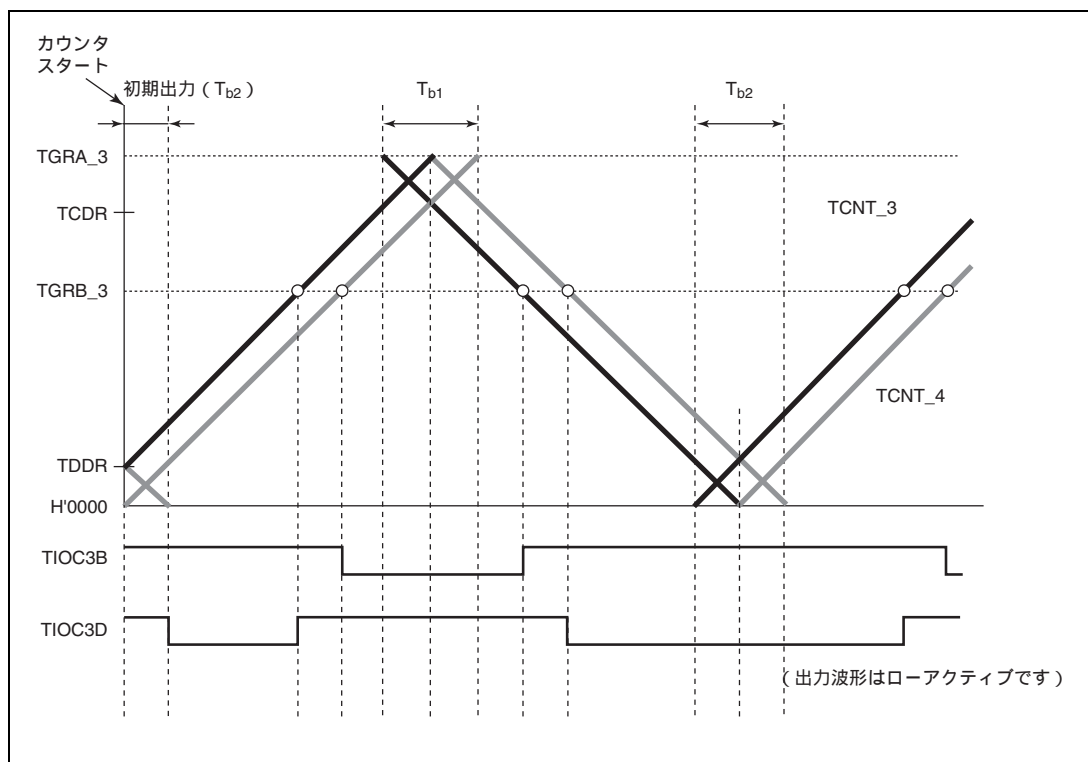 カウンタ
スタート
初期出力（Tb2）
Tb1
Tb2
TGRA_3
TCDR
TCNT_3
TGRB_3
TCNT_4
TDDR
H'0000
TIOC3B
TIOC3D
（出力波形はローアクティブです）